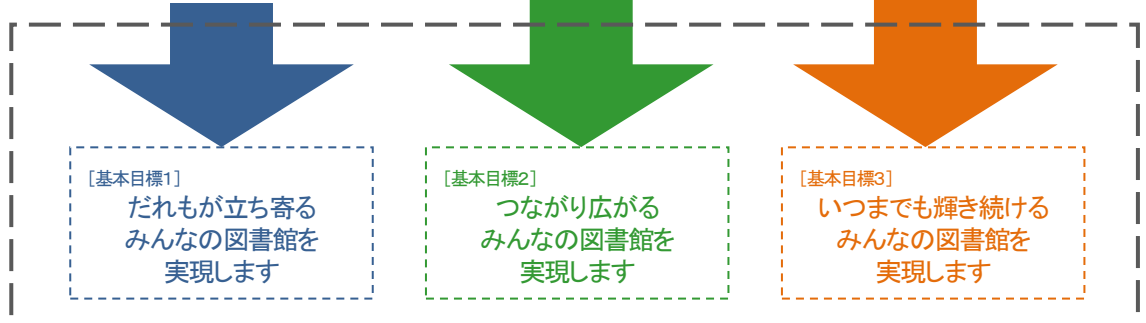 [基本目標1]
だれもが立ち寄る
みんなの図書館を
実現します
[基本目標2]
つながり広がる
みんなの図書館を
実現します
[基本目標3]
いつまでも輝き続ける
みんなの図書館を
実現します